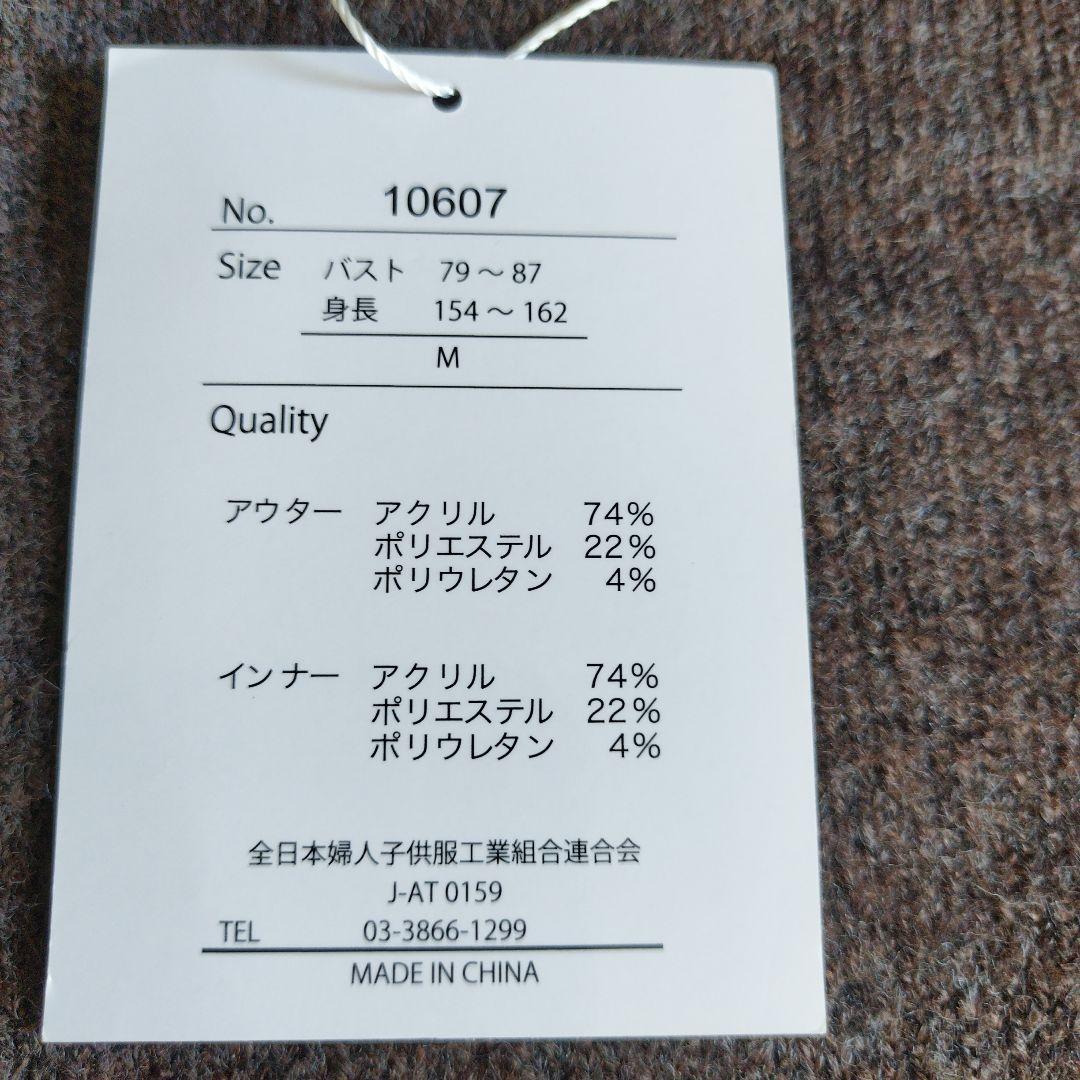 No. 10607
Size バスト 79～87
身長 154～162
M
Quality
アウター アクリル 74%
ポリエステル 22%
ポリウレタン 4%
インナー アクリル 74%
ポリエステル 22%
ポリウレタン 4%
全日本婦人子供服工業組合連合会
J-AT 0159
TEL 03-3866-1299
MADE IN CHINA